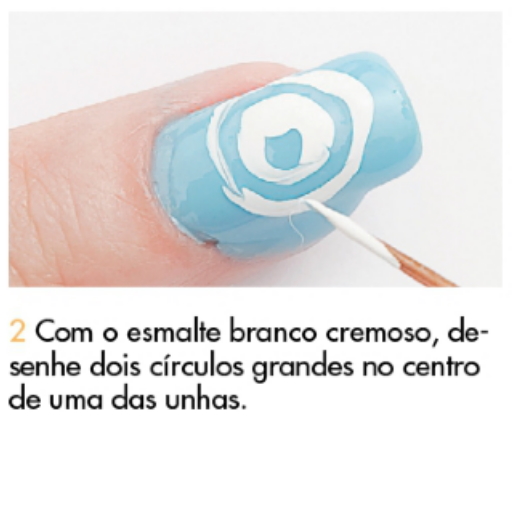 2 Com o esmalte branco cremoso, de-
senhe dois círculos grandes no centro
de uma das unhas.